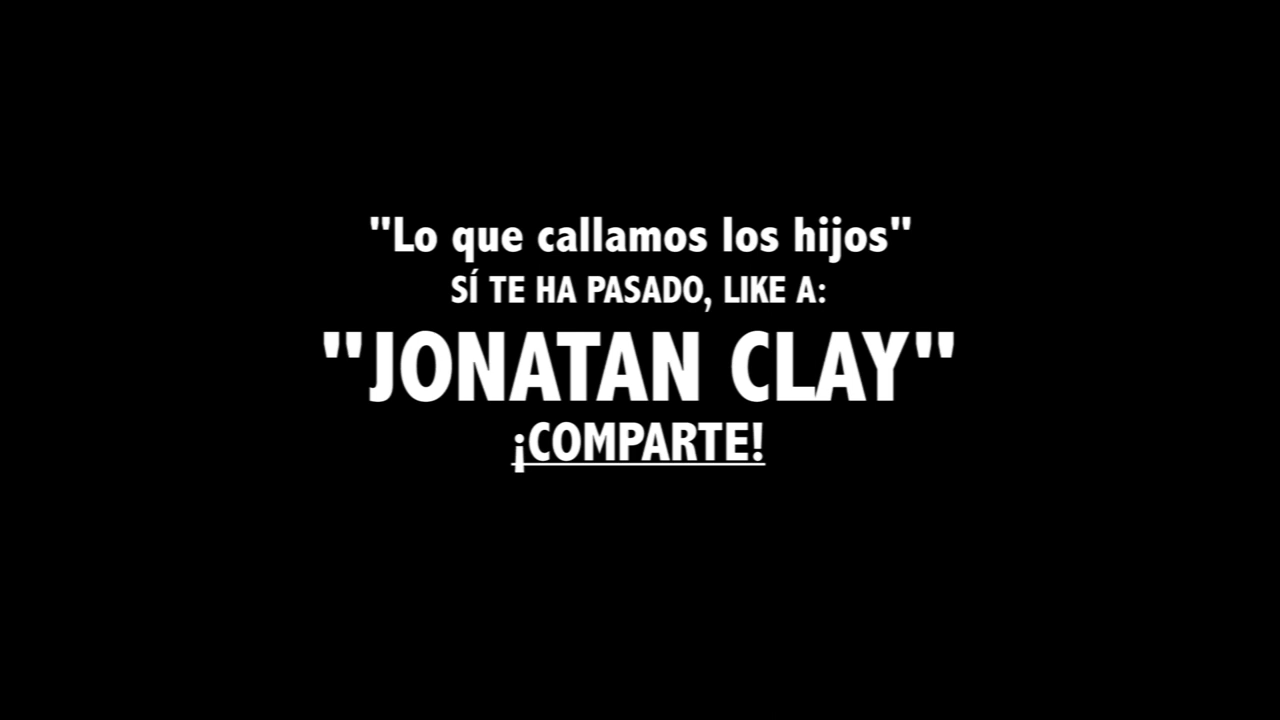 "Lo que callamos los hijos"
SÍ TE HA PASADO, LIKE A:
"JONATAN CLAY"
¡COMPARTE!